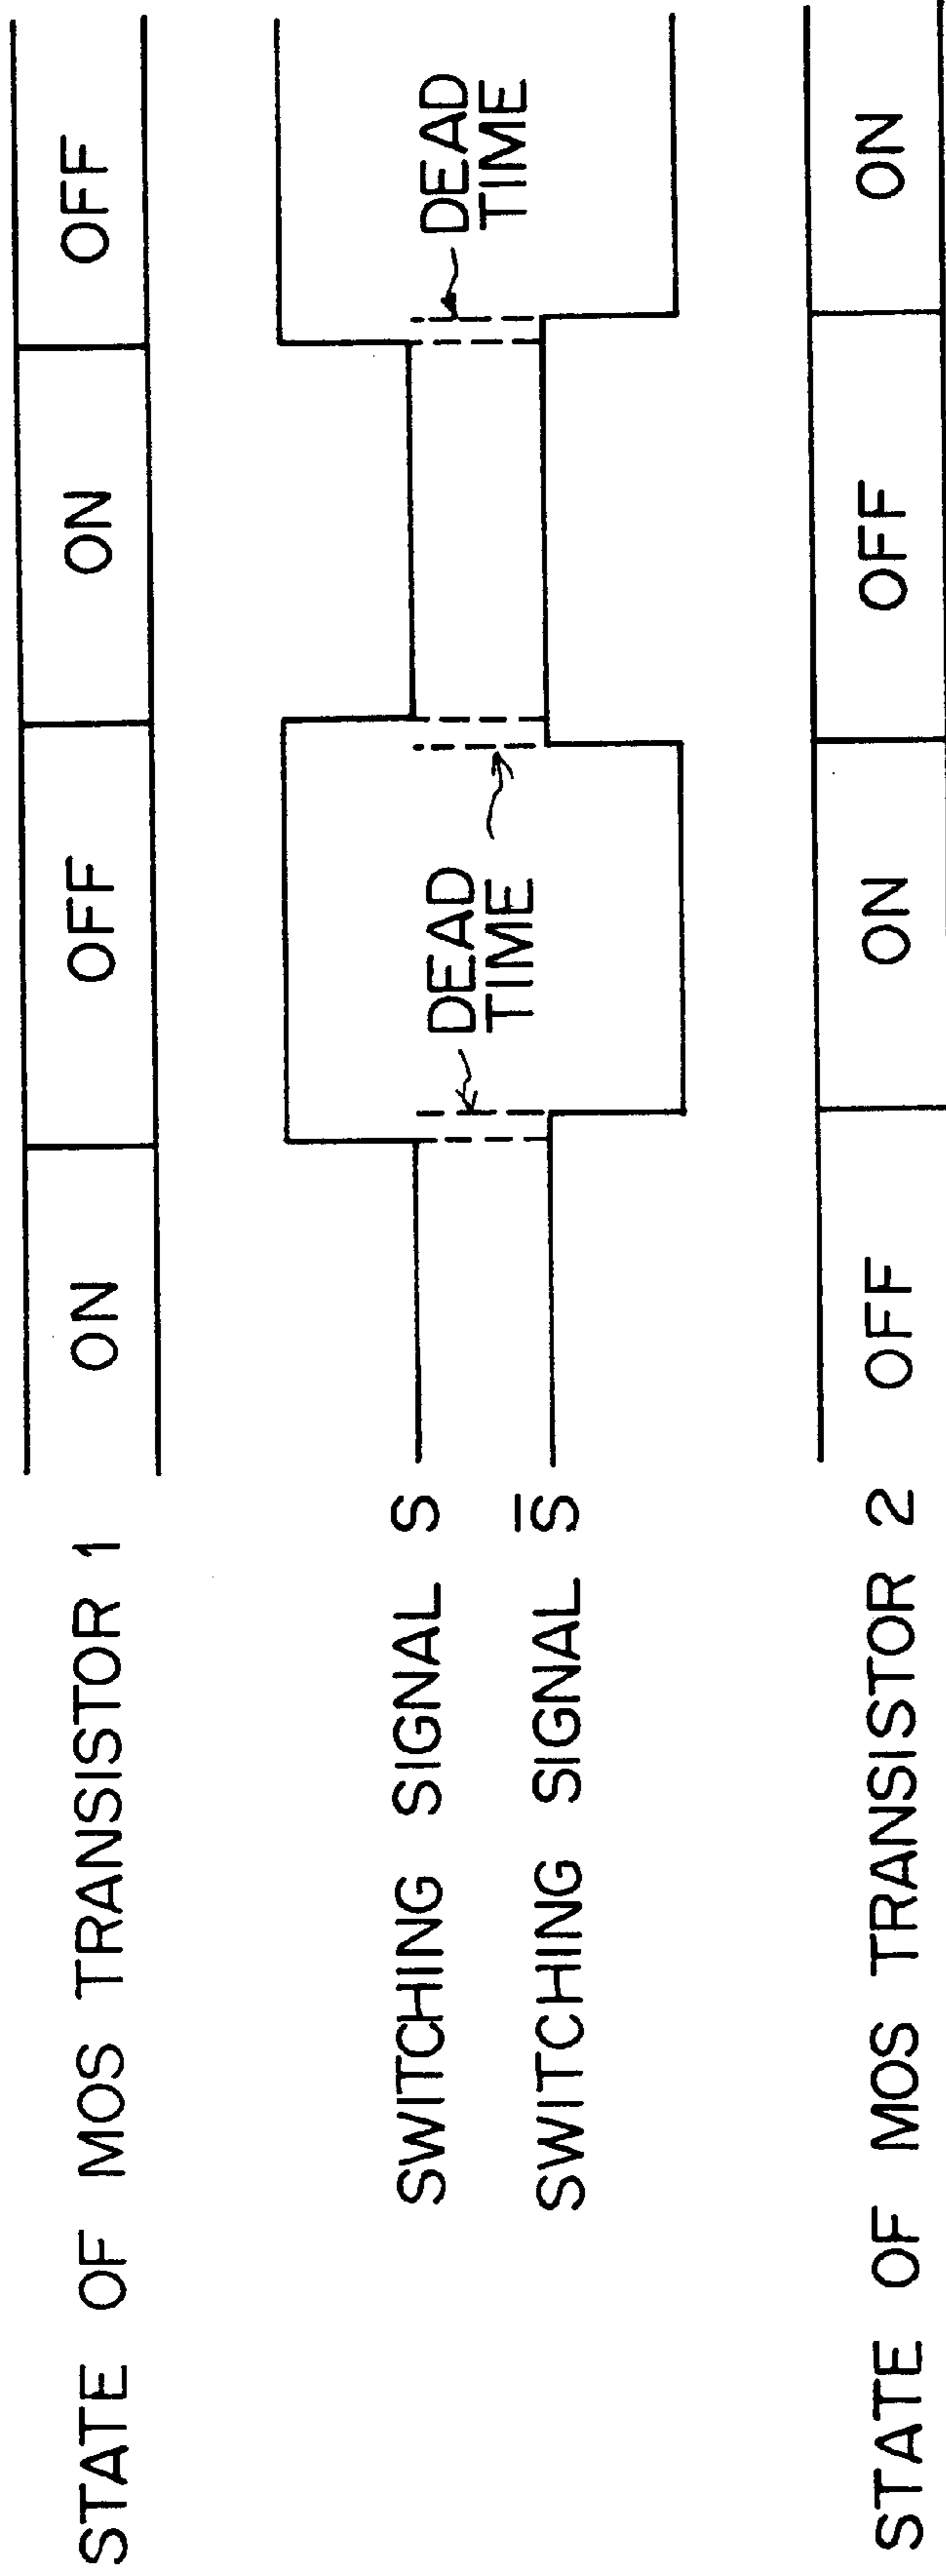 STATE OF MOS TRANSISTOR 1
ON OFF ON OFF
SWITCHING SIGNAL S
SWITCHING SIGNAL S̅
DEAD
TIME
DEAD
TIME
STATE OF MOS TRANSISTOR 2
OFF ON OFF ON